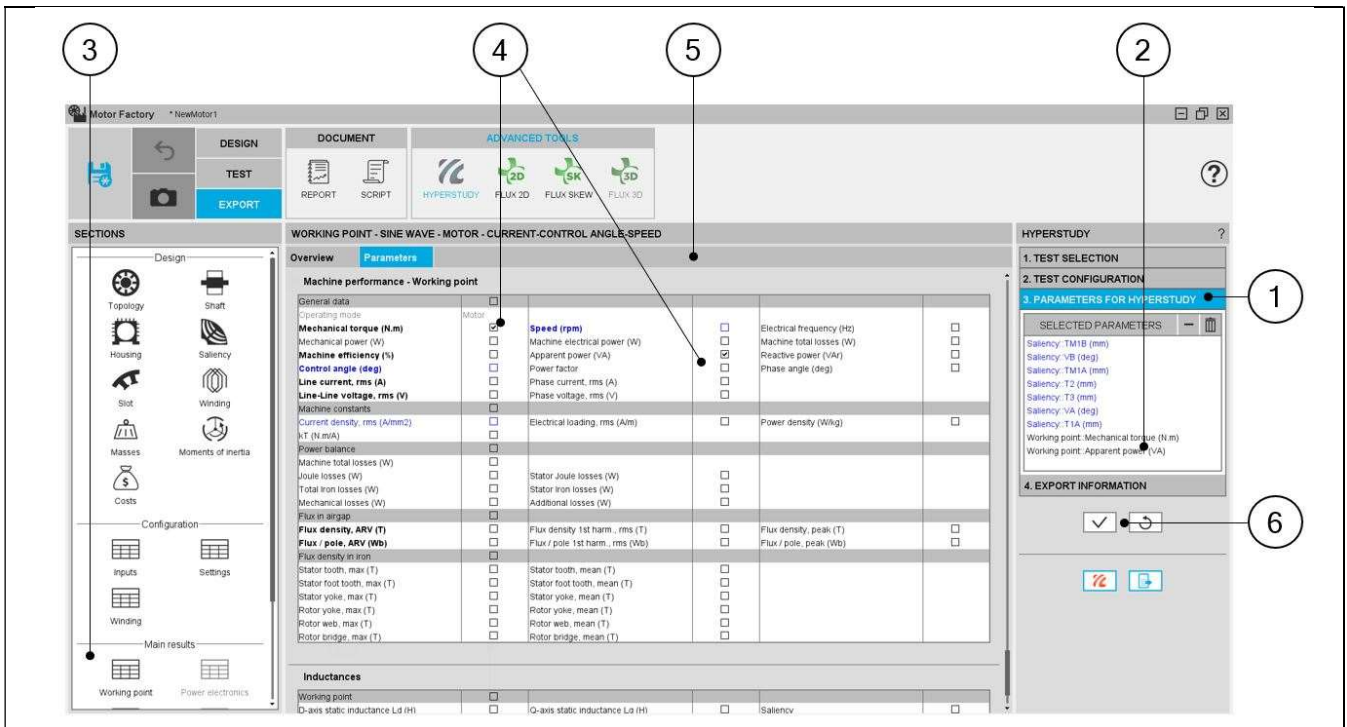 3
4
5
2
Motor Factory * NewMotor1
DESIGN
TEST
EXPORT
DOCUMENT
REPORT SCRIPT
ADVANCED TOOLS
2D SK 3D
HYPERSTUDY FLUX 2D FLUX SKEW FLUX 3D
?
SECTIONS
Design
Topology Shaft
Housing Saliency
Slot Winding
Masses Moments of inertia
$
Costs
Configuration
Inputs Settings
Winding
Main results
Working point Power electronics
WORKING POINT - SINE WAVE - MOTOR - CURRENT-CONTROL ANGLE-SPEED
Overview Parameters
Machine performance - Working point
General data
Operating mode Motor
Mechanical torque (N.m) Speed (rpm) Electrical frequency (Hz)
Mechanical power (W) Machine electrical power (W) Machine total losses (W)
Machine efficiency (%) Apparent power (VA) Reactive power (VAr)
Control angle (deg) Power factor Phase angle (deg)
Line current, rms (A) Phase current, rms (A)
Line-Line voltage, rms (V) Phase voltage, rms (V)
Machine constants
Current density, rms (A/mm2) Electrical loading, rms (A/m) Power density (W/kg)
kT (N.m/A)
Power balance
Machine total losses (W)
Joule losses (W) Stator Joule losses (W)
Total Iron losses (W) Stator Iron losses (W)
Mechanical losses (W) Additional losses (W)
Flux in airgap
Flux density, ARV (T) Flux density 1st harm., rms (T) Flux density, peak (T)
Flux / pole, ARV (Wb) Flux / pole 1st harm., rms (Wb) Flux / pole, peak (Wb)
Flux density in iron
Stator tooth, max (T) Stator tooth, mean (T)
Stator foot tooth, max (T) Stator foot tooth, mean (T)
Stator yoke, max (T) Stator yoke, mean (T)
Rotor yoke, max (T) Rotor yoke, mean (T)
Rotor web, max (T) Rotor web, mean (T)
Rotor bridge, max (T) Rotor bridge, mean (T)
Inductances
Working point
D-axis static inductance Ld (H) Q-axis static inductance Lq (H) Saliency
HYPERSTUDY ?
1. TEST SELECTION
2. TEST CONFIGURATION
3. PARAMETERS FOR HYPERSTUDY
1
SELECTED PARAMETERS
Saliency::TM1B (mm)
Saliency::VB (deg)
Saliency::TM1A (mm)
Saliency::T2 (mm)
Saliency::T3 (mm)
Saliency::VA (deg)
Saliency::T1A (mm)
Working point::Mechanical torque (N.m)
Working point::Apparent power (VA)
4. EXPORT INFORMATION
6